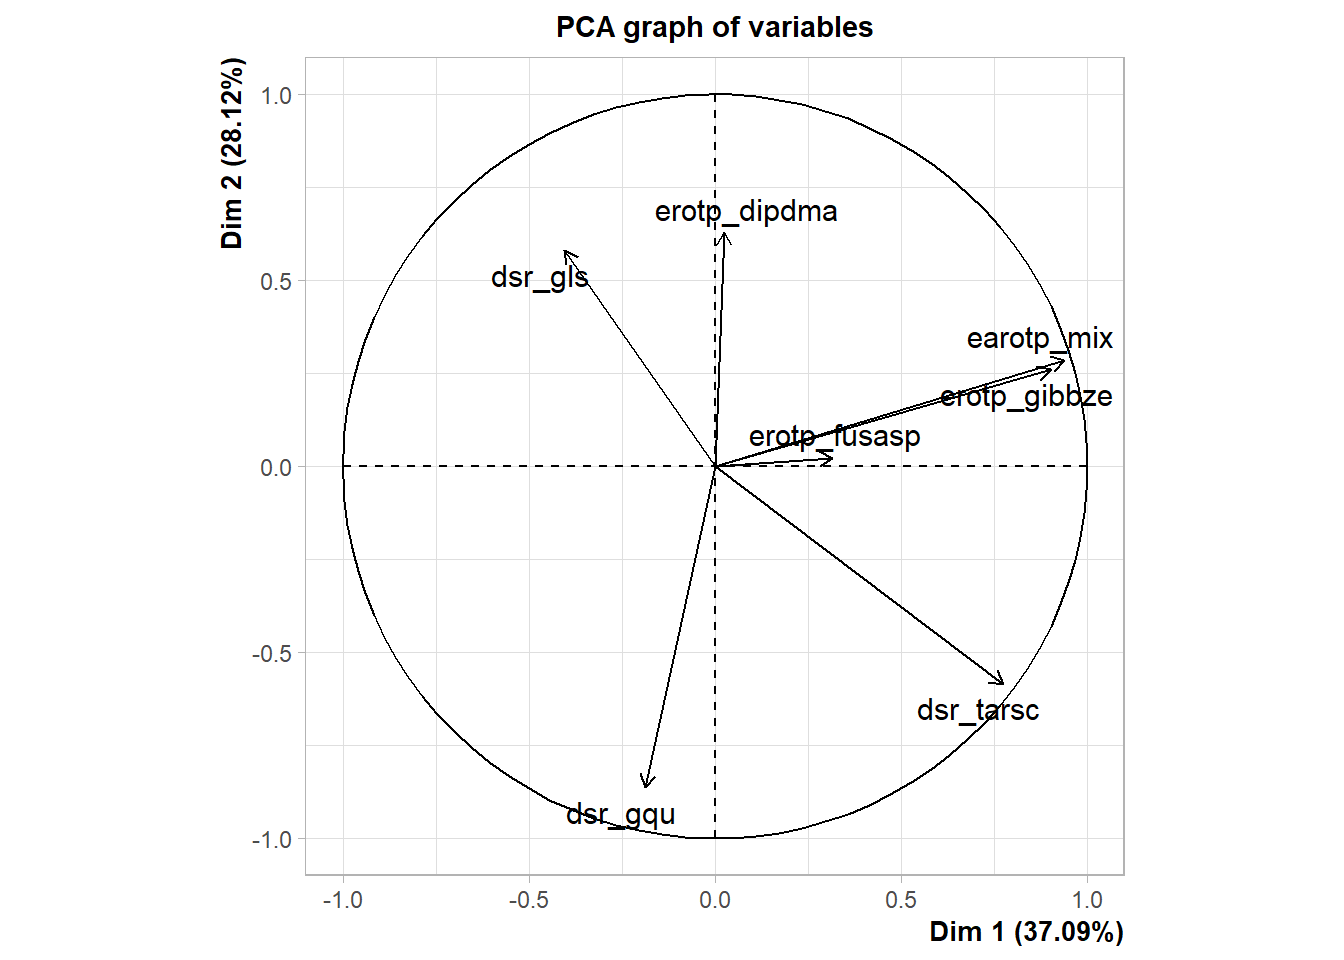 PCA graph of variables
Dim 2 (28.12%)
1.0
0.5
0.0
-0.5
-1.0
erotp_dipdma
dsr_gls
earotp_mix
erotp_gibbze
erotp_fusasp
dsr_tarsc
dsr_gqu
-1.0
-0.5
0.0
0.5
1.0
Dim 1 (37.09%)